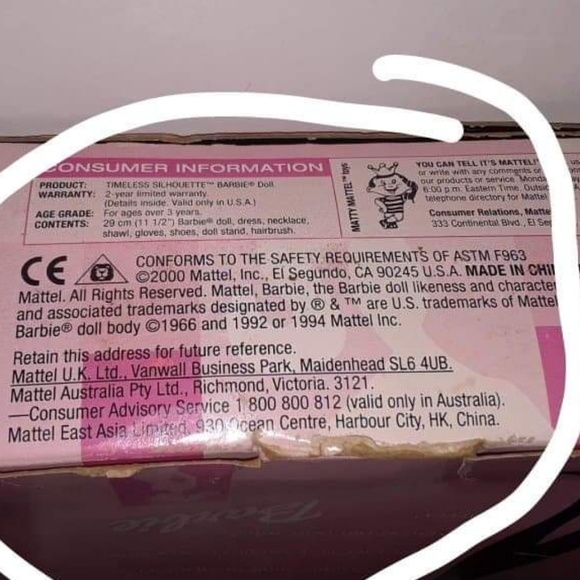 CONSUMER INFORMATION
PRODUCT: TIMELESS SILHOUETTE™ BARBIE® Doll.
WARRANTY: 2-year limited warranty.
(Details inside. Valid only in U.S.A.)
AGE GRADE: For ages over 3 years.
CONTENTS: 29 cm (11 1/2") Barbie® doll, dress, necklace,
shawl, gloves, shoes, doll stand, hairbrush.
MATTY MATTEL™ says
YOU CAN TELL IT'S MATTEL!
or write with any comments or
our products or service. Monda
6:00 p.m. Eastern Time. Outsid
telephone directory for Mattel
Consumer Relations, Matte
333 Continental Blvd., El Seg
CE CONFORMS TO THE SAFETY REQUIREMENTS OF ASTM F963
©2000 Mattel, Inc., El Segundo, CA 90245 U.S.A. MADE IN CHIN
Mattel. All Rights Reserved. Mattel, Barbie, the Barbie doll likeness and character
and associated trademarks designated by ® & ™ are U.S. trademarks of Mattel
Barbie® doll body ©1966 and 1992 or 1994 Mattel Inc.
Retain this address for future reference.
Mattel U.K. Ltd., Vanwall Business Park, Maidenhead SL6 4UB.
Mattel Australia Pty Ltd., Richmond, Victoria. 3121.
—Consumer Advisory Service 1 800 800 812 (valid only in Australia).
Mattel East Asia Limited, 930 Ocean Centre, Harbour City, HK, China.
Barbie